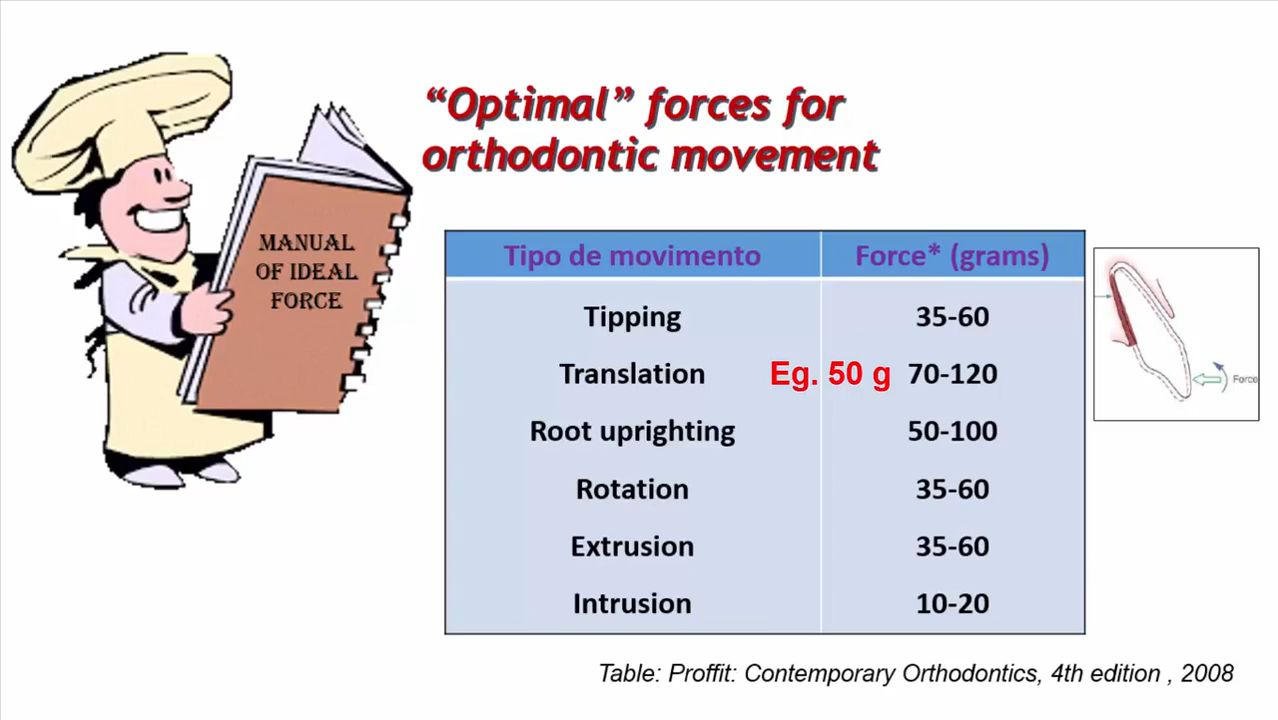 “Optimal” forces for
orthodontic movement
MANUAL
OF IDEAL
FORCE
Tipo de movimento Force* (grams)
Tipping 35-60
Translation Eg. 50 g 70-120
Root uprighting 50-100
Rotation 35-60
Extrusion 35-60
Intrusion 10-20
Force
Table: Proffit: Contemporary Orthodontics, 4th edition , 2008